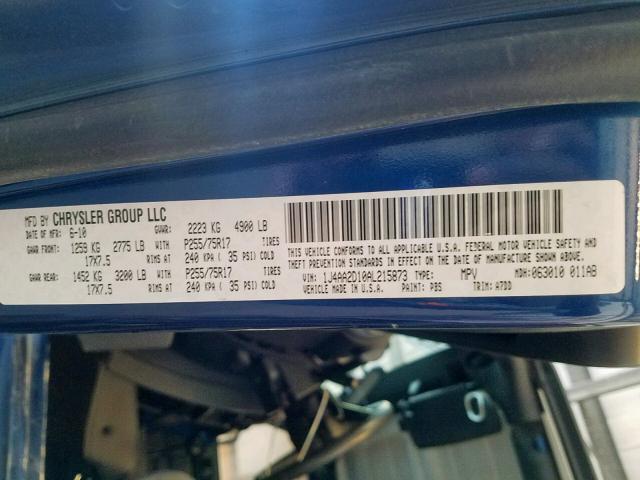 MFD BY CHRYSLER GROUP LLC
DATE OF MFR: 6-10 GVWR: 2223 KG 4900 LB
GAWR FRONT: 1259 KG 2775 LB WITH P255/75R17 TIRES
17X7.5 RIMS AT 240 KPA ( 35 PSI) COLD
GAWR REAR: 1452 KG 3200 LB WITH P255/75R17 TIRES
17X7.5 RIMS AT 240 KPA ( 35 PSI) COLD
THIS VEHICLE CONFORMS TO ALL APPLICABLE U.S.A. FEDERAL MOTOR VEHICLE SAFETY
AND THEFT PREVENTION STANDARDS IN EFFECT ON THE DATE OF MANUFACTURE SHOWN ABOVE.
VIN: 1J4AA2D10AL215873 TYPE: MPV MDH: 063010 011AB
MADE IN U.S.A. PAINT: PBS TRIM: A7DD